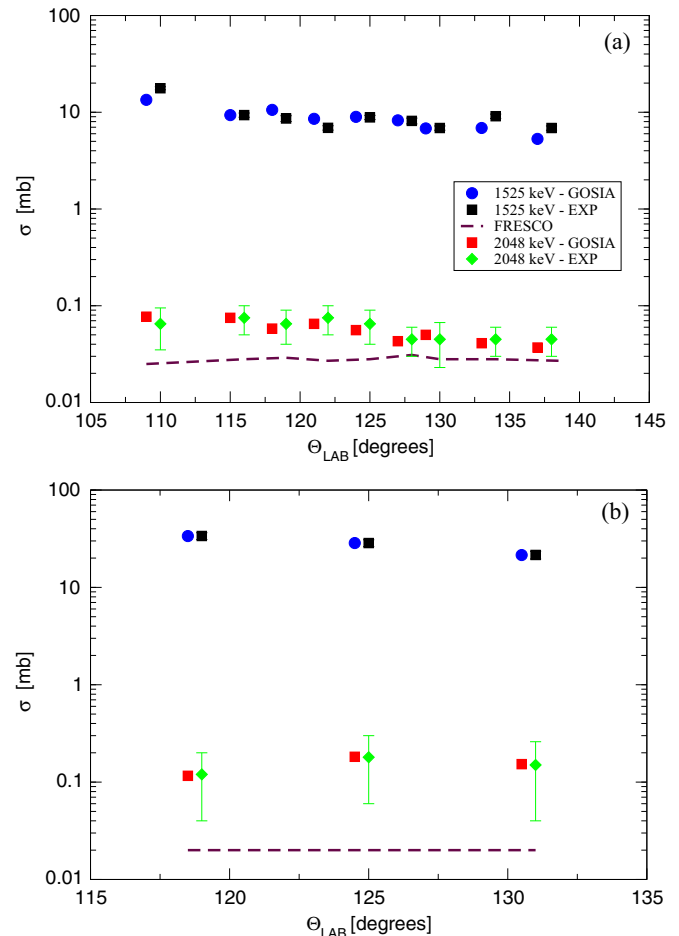 100
(a)
10
1525 keV - GOSIA
1525 keV - EXP
FRESCO
2048 keV - GOSIA
2048 keV - EXP
σ [mb]
1
0.1
0.01
105 110 115 120 125 130 135 140 145
Θ_LAB [degrees]
100
(b)
10
σ [mb]
1
0.1
0.01
115 120 125 130 135
Θ_LAB [degrees]